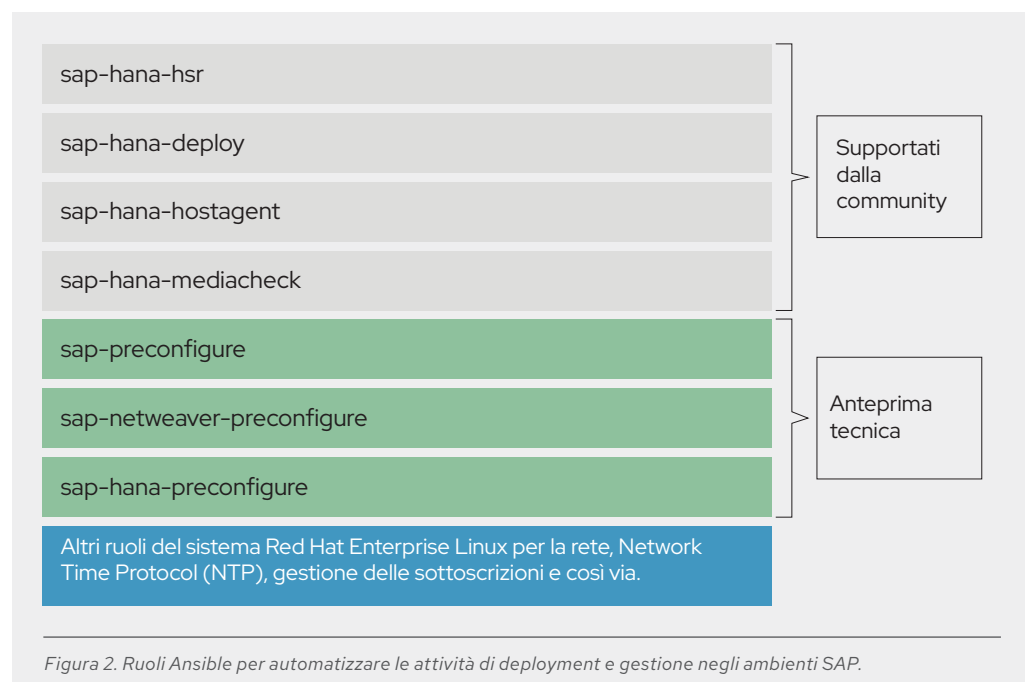 sap-hana-hsr
sap-hana-deploy
sap-hana-hostagent
sap-hana-mediacheck
Supportati
dalla
community
sap-preconfigure
sap-netweaver-preconfigure
sap-hana-preconfigure
Anteprima
tecnica
Altri ruoli del sistema Red Hat Enterprise Linux per la rete, Network
Time Protocol (NTP), gestione delle sottoscrizioni e così via.
Figura 2. Ruoli Ansible per automatizzare le attività di deployment e gestione negli ambienti SAP.